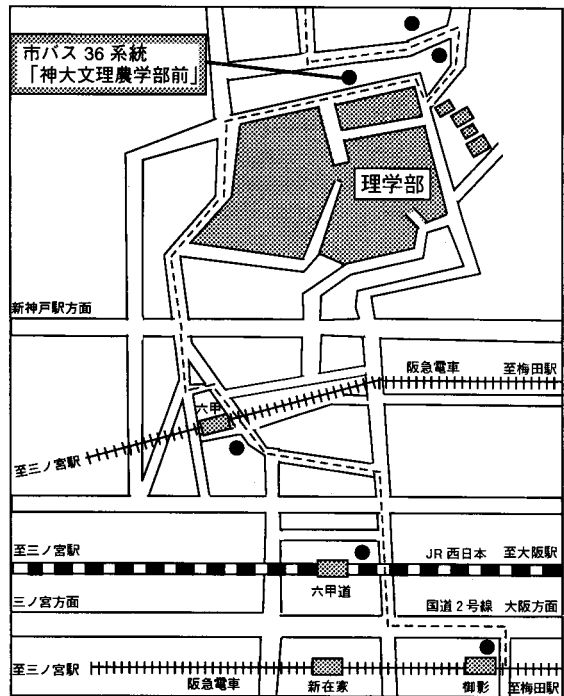 市バス 36 系統
「神大文理農学部前」
理学部
新神戸駅方面
阪急電車
至梅田駅
六甲
至三ノ宮駅
至三ノ宮駅
JR 西日本
至大阪駅
六甲道
三ノ宮方面
国道2号線 大阪方面
至三ノ宮駅
阪急電車
新在家
御影
至梅田駅